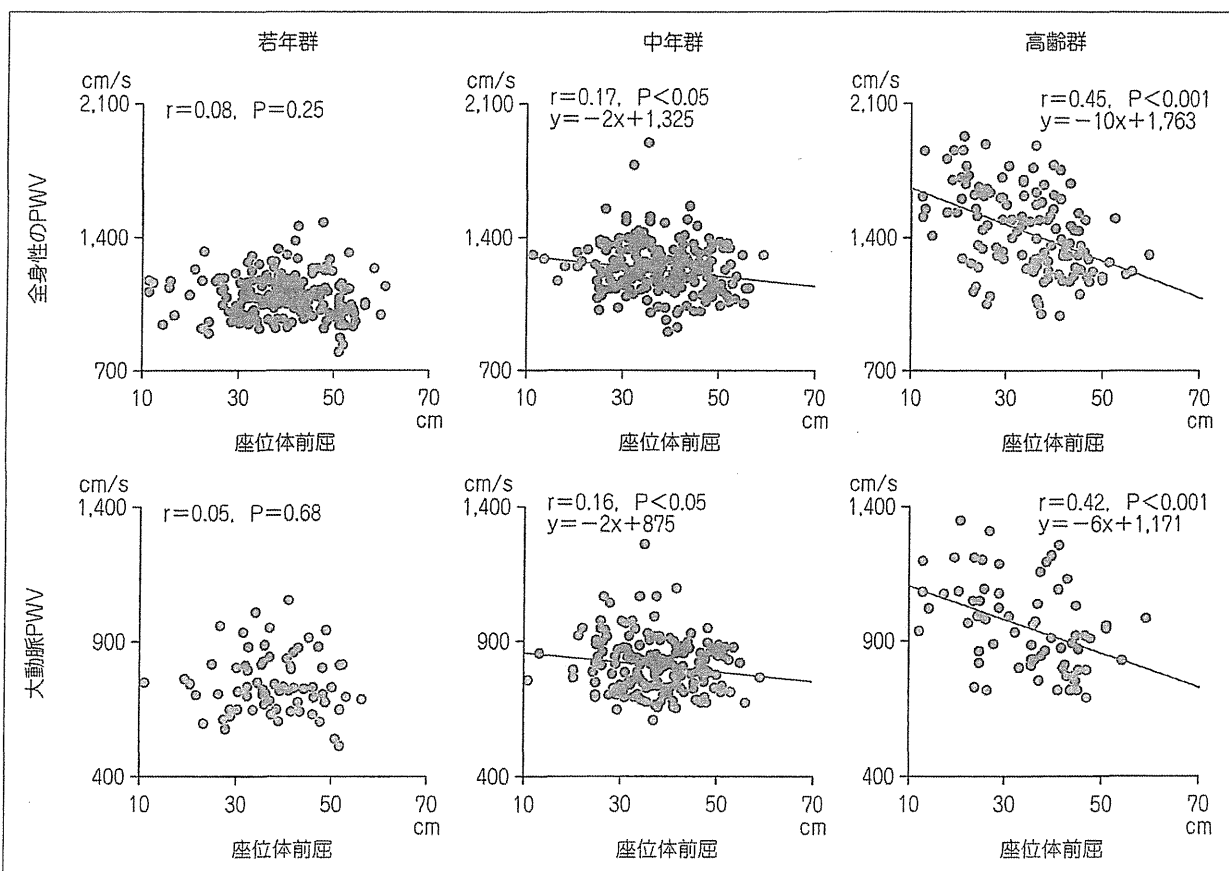 若年群
中年群
高齢群
全身性のPWV
cm/s
2,100
1,400
700
r=0.08, P=0.25
10 30 50 70
cm
座位体前屈
cm/s
2,100
1,400
700
r=0.17, P<0.05
y=−2x+1,325
10 30 50 70
cm
座位体前屈
cm/s
2,100
1,400
700
r=0.45, P<0.001
y=−10x+1,763
10 30 50 70
cm
座位体前屈
大動脈PWV
cm/s
1,400
900
400
r=0.05, P=0.68
10 30 50 70
cm
座位体前屈
cm/s
1,400
900
400
r=0.16, P<0.05
y=−2x+875
10 30 50 70
cm
座位体前屈
cm/s
1,400
900
400
r=0.42, P<0.001
y=−6x+1,171
10 30 50 70
cm
座位体前屈